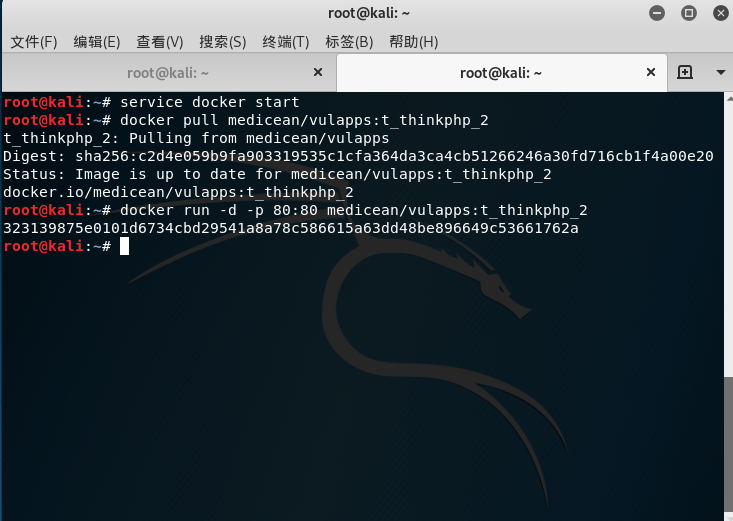 root@kali: ~
文件(F) 编辑(E) 查看(V) 搜索(S) 终端(T) 标签(B) 帮助(H)
root@kali: ~ × root@kali: ~ ×
root@kali:~# service docker start
root@kali:~# docker pull medicean/vulapps:t_thinkphp_2
t_thinkphp_2: Pulling from medicean/vulapps
Digest: sha256:c2d4e059b9fa903319535c1cfa364da3ca4cb51266246a30fd716cb1f4a00e20
Status: Image is up to date for medicean/vulapps:t_thinkphp_2
docker.io/medicean/vulapps:t_thinkphp_2
root@kali:~# docker run -d -p 80:80 medicean/vulapps:t_thinkphp_2
323139875e0101d6734cbd29541a8a78c586615a63dd48be896649c53661762a
root@kali:~#